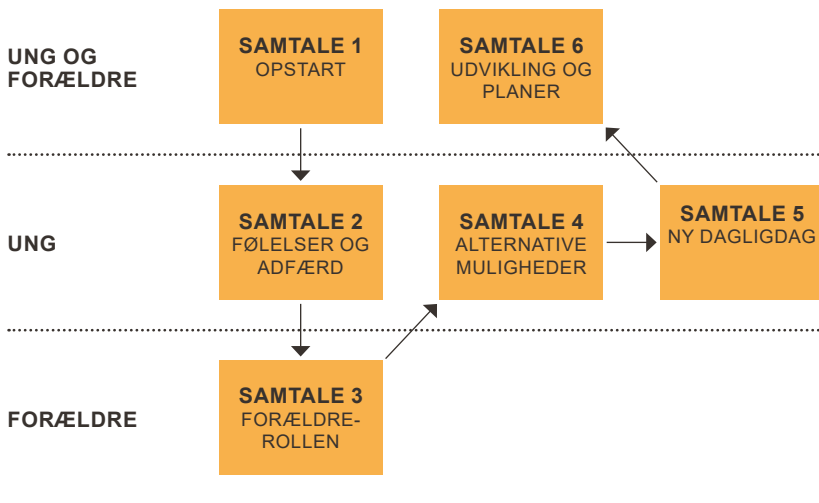 UNG OG
FORÆLDRE
SAMTALE 1
OPSTART
SAMTALE 6
UDVIKLING OG
PLANER
UNG
SAMTALE 2
FØLELSER OG
ADFÆRD
SAMTALE 4
ALTERNATIVE
MULIGHEDER
SAMTALE 5
NY DAGLIGDAG
FORÆLDRE
SAMTALE 3
FORÆLDRE-
ROLLEN